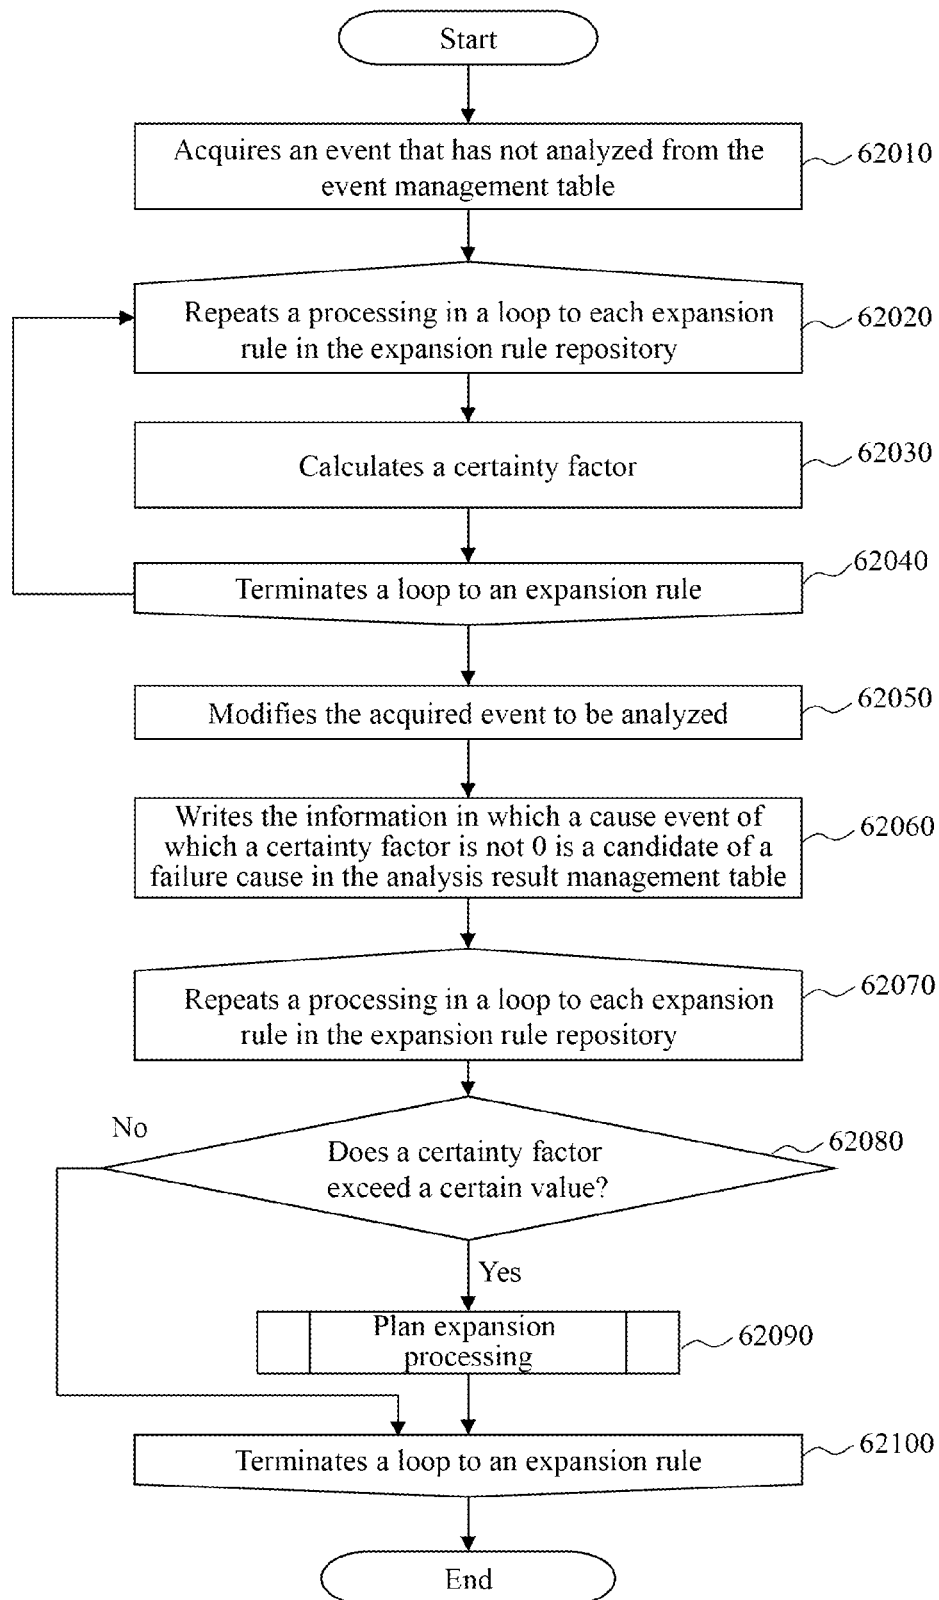 Start
Acquires an event that has not analyzed from the
event management table
62010
Repeats a processing in a loop to each expansion
rule in the expansion rule repository
62020
Calculates a certainty factor
62030
Terminates a loop to an expansion rule
62040
Modifies the acquired event to be analyzed
62050
Writes the information in which a cause event of
which a certainty factor is not 0 is a candidate of a
failure cause in the analysis result management table
62060
Repeats a processing in a loop to each expansion
rule in the expansion rule repository
62070
No
Does a certainty factor
exceed a certain value?
62080
Yes
Plan expansion
processing
62090
Terminates a loop to an expansion rule
62100
End